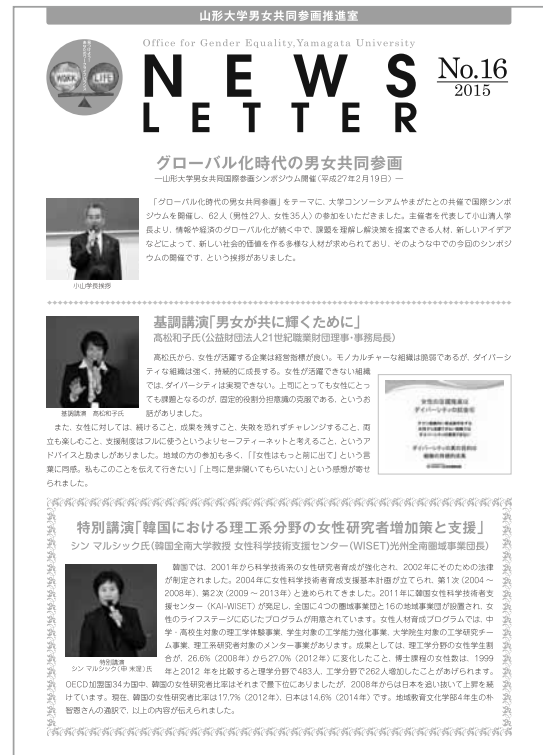 山形大学男女共同参画推進室
Office for Gender Equality,Yamagata University
WORK
LIFE
NEWS
LETTER
No.16
2015
グローバル化時代の男女共同参画
―山形大学男女共同国際参画シンポジウム開催(平成27年2月19日)―
「グローバル化時代の男女共同参画」をテーマに、大学コンソーシアムやまがたとの共催で国際シンポ
ジウムを開催し、62人(男性27人、女性35人)の参加をいただきました。主催者を代表して小山清人学
長より、情報や経済のグローバル化が続く中で、課題を理解し解決策を提案できる人材、新しいアイデア
などによって、新しい社会的価値を作る多様な人材が求められており、そのような中での今回のシンポジ
ウムの開催です、という挨拶がありました。
小山学長挨拶
基調講演「男女が共に輝くために」
髙松和子氏(公益財団法人21世紀職業財団理事・事務局長)
髙松氏から、女性が活躍する企業は経営指標が良い。モノカルチャーな組織は脆弱であるが、ダイバーシ
ティな組織は強く、持続的に成長する。女性が活躍できない組織
では、ダイバーシティは実現できない。上司にとっても女性にとっ
ても課題となるのが、固定的役割分担意識の克服である、というお
話がありました。
基調講演 髙松和子氏
また、女性に対しては、続けること、成果を残すこと、失敗を恐れずチャレンジすること、両
立も楽しむこと、支援制度はフルに使うというよりセーフティーネットと考えること、というア
ドバイスと励ましがありました。地域の方の参加も多く、「「女性はもっと前に出て」という言
葉に同感。私もこのことを伝えて行きたい」「上司に是非聞いてもらいたい」という感想が寄せ
られました。
女性の活躍推進は
ダイバーシティの試金石
ダイバーシティの真の目的は
組織の持続的成長
特別講演「韓国における理工系分野の女性研究者増加策と支援」
シン マルシック氏(韓国全南大学教授 女性科学技術支援センター(WISET)光州全南圏域事業団長)
韓国では、2001年から科学技術系の女性研究者育成が強化され、2002年にそのための法律
が制定されました。2004年に女性科学技術者育成支援基本計画が立てられ、第1次(2004～
2008年)、第2次(2009～2013年)と進められてきました。2011年に韓国女性科学技術者支
援センター(KAI-WISET)が発足し、全国に4つの圏域事業団と16の地域事業団が設置され、女
性のライフステージに応じたプログラムが用意されています。女性人材育成プログラムでは、中
学・高校生対象の理工学体験事業、学生対象の工学能力強化事業、大学院生対象の工学研究チー
ム事業、理工系研究者対象のメンター事業があります。成果としては、理工学分野の女性学生割
合が、26.6%(2008年)から27.0%(2012年)に変化したこと、博士課程の女性数は、1999
年と2012 年を比較すると理学分野で483人、工学分野で262人増加したことがあげられます。
特別講演
シン マルシック(申 末湜)氏
OECD加盟国34カ国中、韓国の女性研究者比率はそれまで最下位にありましたが、2008年からは日本を追い抜いて上昇を続
けています。現在、韓国の女性研究者比率は17.7%(2012年)、日本は14.6%(2014年)です。地域教育文化学部4年生の朴
智恩さんの通訳で、以上の内容が伝えられました。